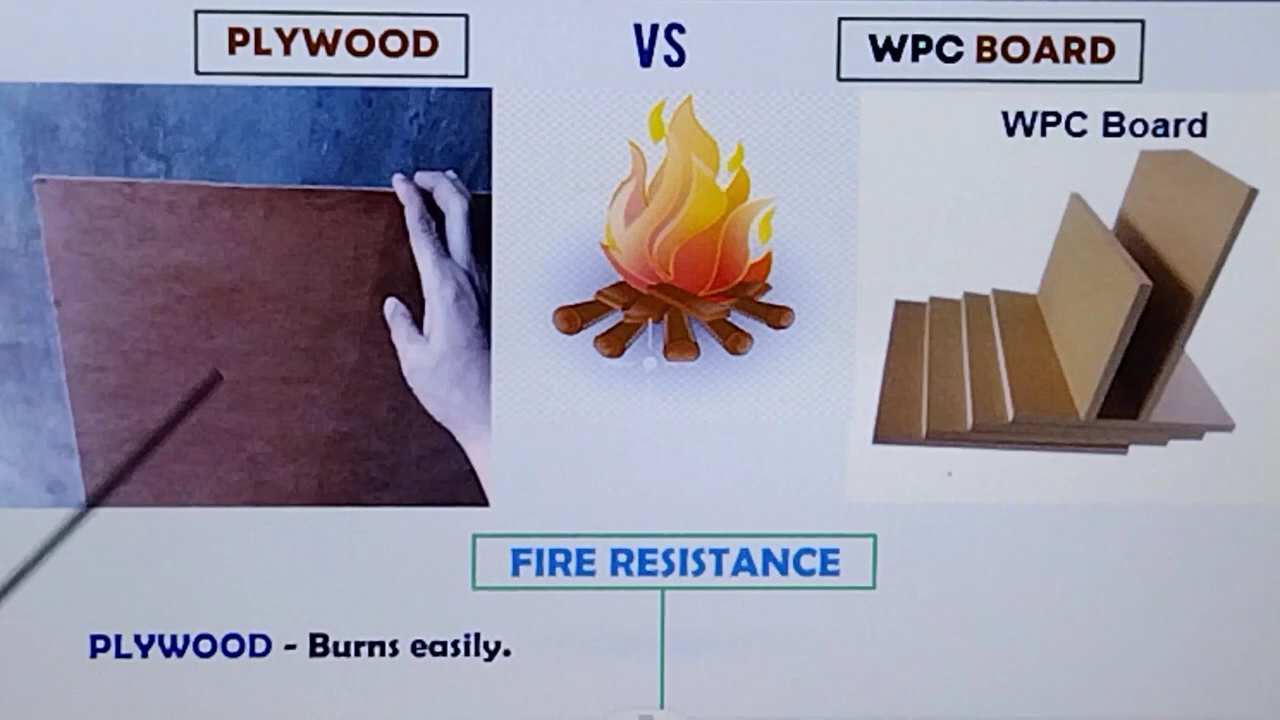 PLYWOOD
VS
WPC BOARD
WPC Board
FIRE RESISTANCE
PLYWOOD - Burns easily.